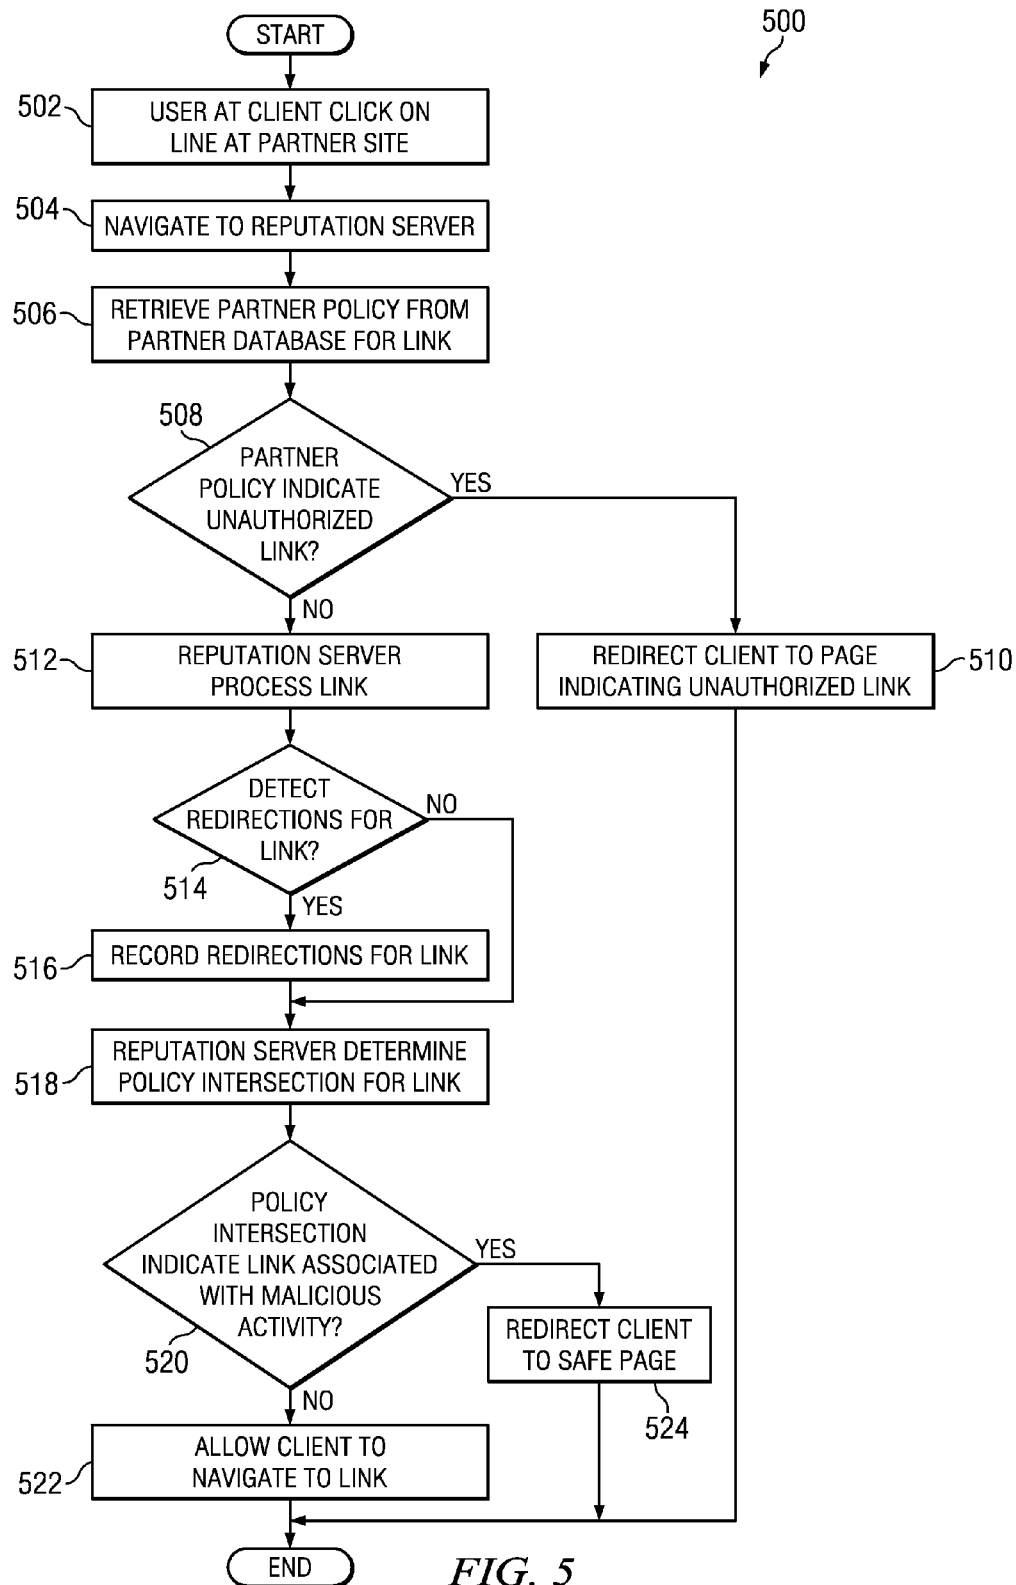 START
500
502
USER AT CLIENT CLICK ON
LINE AT PARTNER SITE
504
NAVIGATE TO REPUTATION SERVER
506
RETRIEVE PARTNER POLICY FROM
PARTNER DATABASE FOR LINK
508
PARTNER
POLICY INDICATE
UNAUTHORIZED
LINK?
YES
NO
512
REPUTATION SERVER
PROCESS LINK
REDIRECT CLIENT TO PAGE
INDICATING UNAUTHORIZED LINK
510
DETECT
REDIRECTIONS FOR
LINK?
NO
514
YES
516
RECORD REDIRECTIONS FOR LINK
518
REPUTATION SERVER DETERMINE
POLICY INTERSECTION FOR LINK
POLICY
INTERSECTION
INDICATE LINK ASSOCIATED
WITH MALICIOUS
ACTIVITY?
YES
520
NO
REDIRECT CLIENT
TO SAFE PAGE
524
522
ALLOW CLIENT TO
NAVIGATE TO LINK
END
FIG. 5